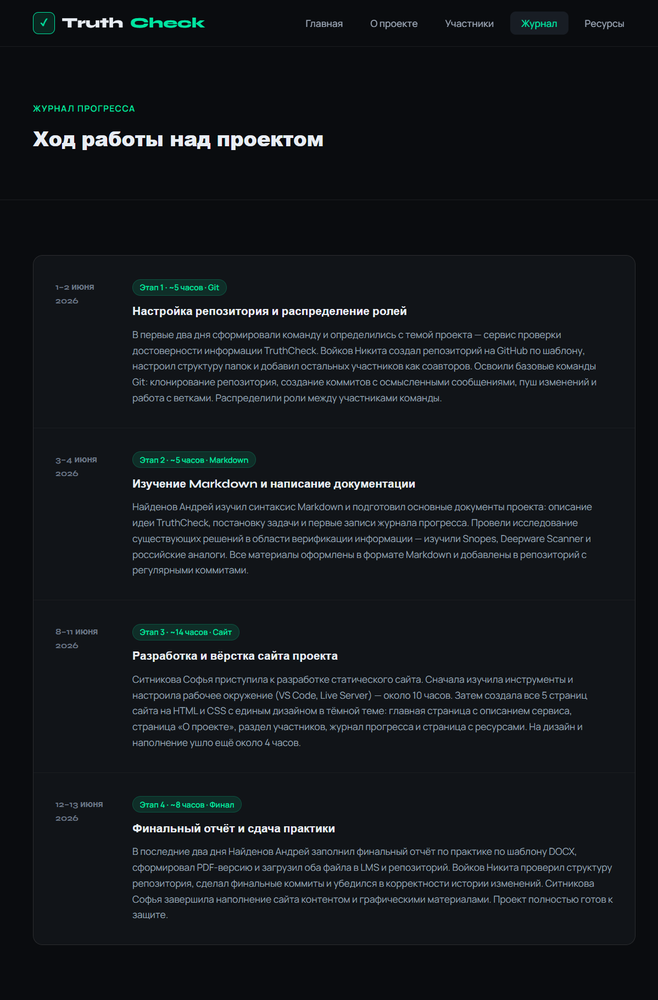 ✓ Truth Check
Главная О проекте Участники Журнал Ресурсы
ЖУРНАЛ ПРОГРЕССА
Ход работы над проектом
1–2 июня
2026
Этап 1 · ~5 часов · Git
Настройка репозитория и распределение ролей
В первые два дня сформировали команду и определились с темой проекта — сервис проверки
достоверности информации TruthCheck. Войков Никита создал репозиторий на GitHub по шаблону,
настроил структуру папок и добавил остальных участников как соавторов. Освоили базовые команды
Git: клонирование репозитория, создание коммитов с осмысленными сообщениями, пуш изменений и
работа с ветками. Распределили роли между участниками команды.
3–4 июня
2026
Этап 2 · ~5 часов · Markdown
Изучение Markdown и написание документации
Найденов Андрей изучил синтаксис Markdown и подготовил основные документы проекта: описание
идеи TruthCheck, постановку задачи и первые записи журнала прогресса. Провели исследование
существующих решений в области верификации информации — изучили Snopes, Deepware Scanner и
российские аналоги. Все материалы оформлены в формате Markdown и добавлены в репозиторий с
регулярными коммитами.
8–11 июня
2026
Этап 3 · ~14 часов · Сайт
Разработка и вёрстка сайта проекта
Ситникова Софья приступила к разработке статического сайта. Сначала изучила инструменты и
настроила рабочее окружение (VS Code, Live Server) — около 10 часов. Затем создала все 5 страниц
сайта на HTML и CSS с единым дизайном в тёмной теме: главная страница с описанием сервиса,
страница «О проекте», раздел участников, журнал прогресса и страница с ресурсами. На дизайн и
наполнение ушло ещё около 4 часов.
12–13 июня
2026
Этап 4 · ~8 часов · Финал
Финальный отчёт и сдача практики
В последние два дня Найденов Андрей заполнил финальный отчёт по практике по шаблону DOCX,
сформировал PDF-версию и загрузил оба файла в LMS и репозиторий. Войков Никита проверил структуру
репозитория, сделал финальные коммиты и убедился в корректности истории изменений. Ситникова
Софья завершила наполнение сайта контентом и графическими материалами. Проект полностью готов к
защите.